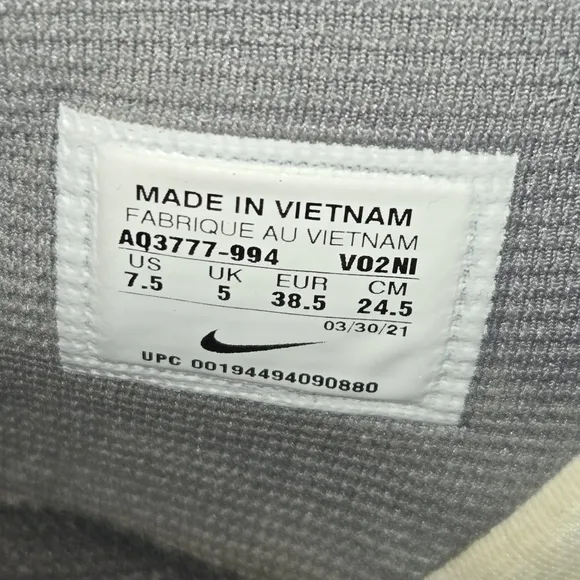 MADE IN VIETNAM
FABRIQUE AU VIETNAM
AQ3777-994 V02NI
US UK EUR CM
7.5 5 38.5 24.5
03/30/21
UPC 00194494090880